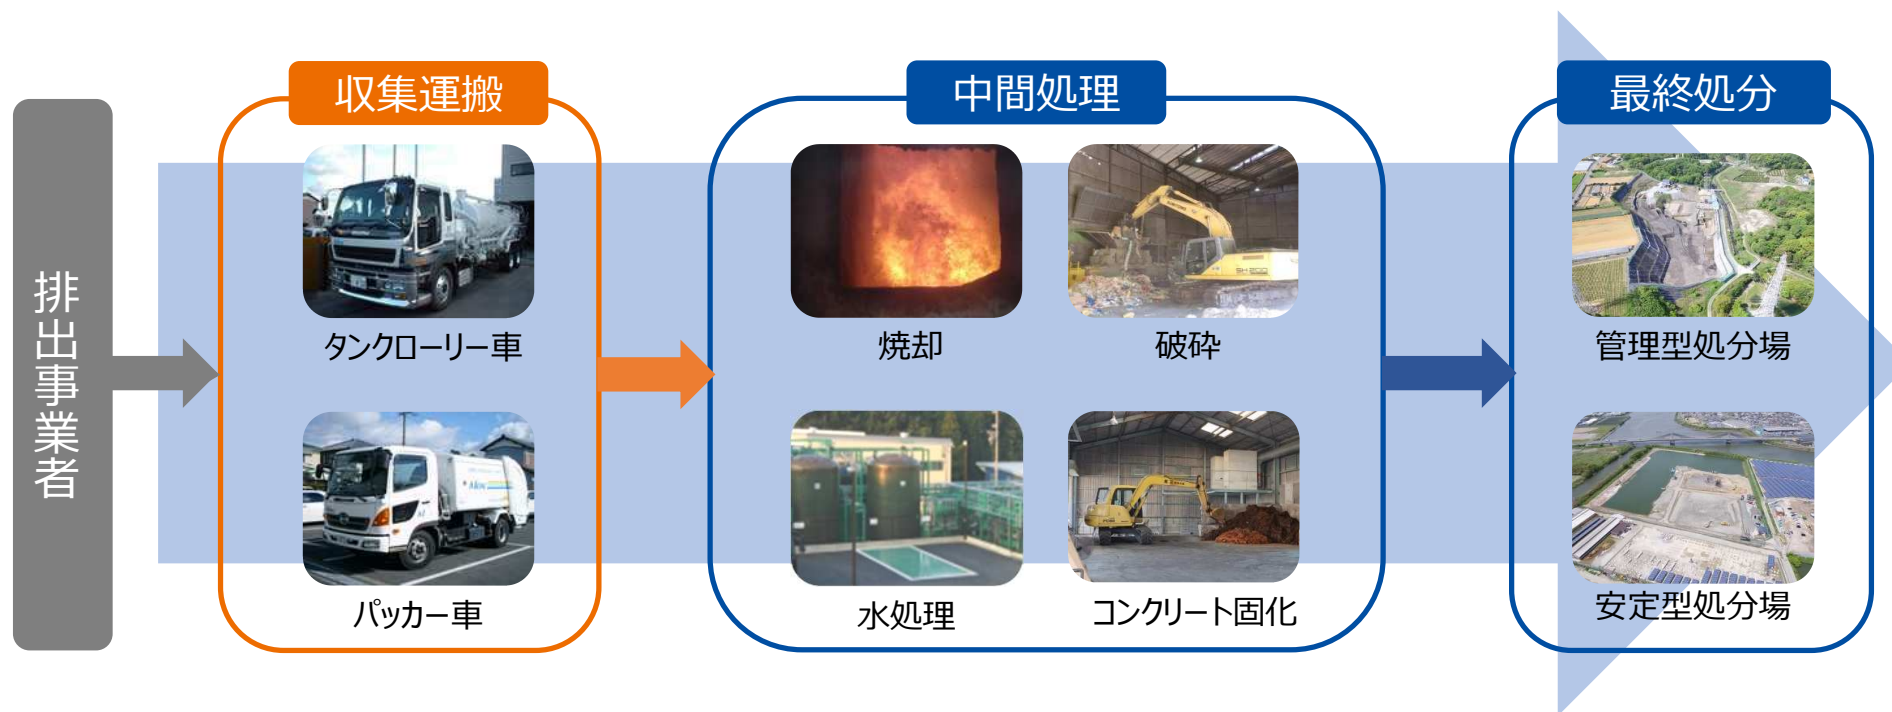 排出事業者
収集運搬
タンクローリー車
パッカー車
中間処理
焼却
破砕
水処理
コンクリート固化
最終処分
管理型処分場
安定型処分場